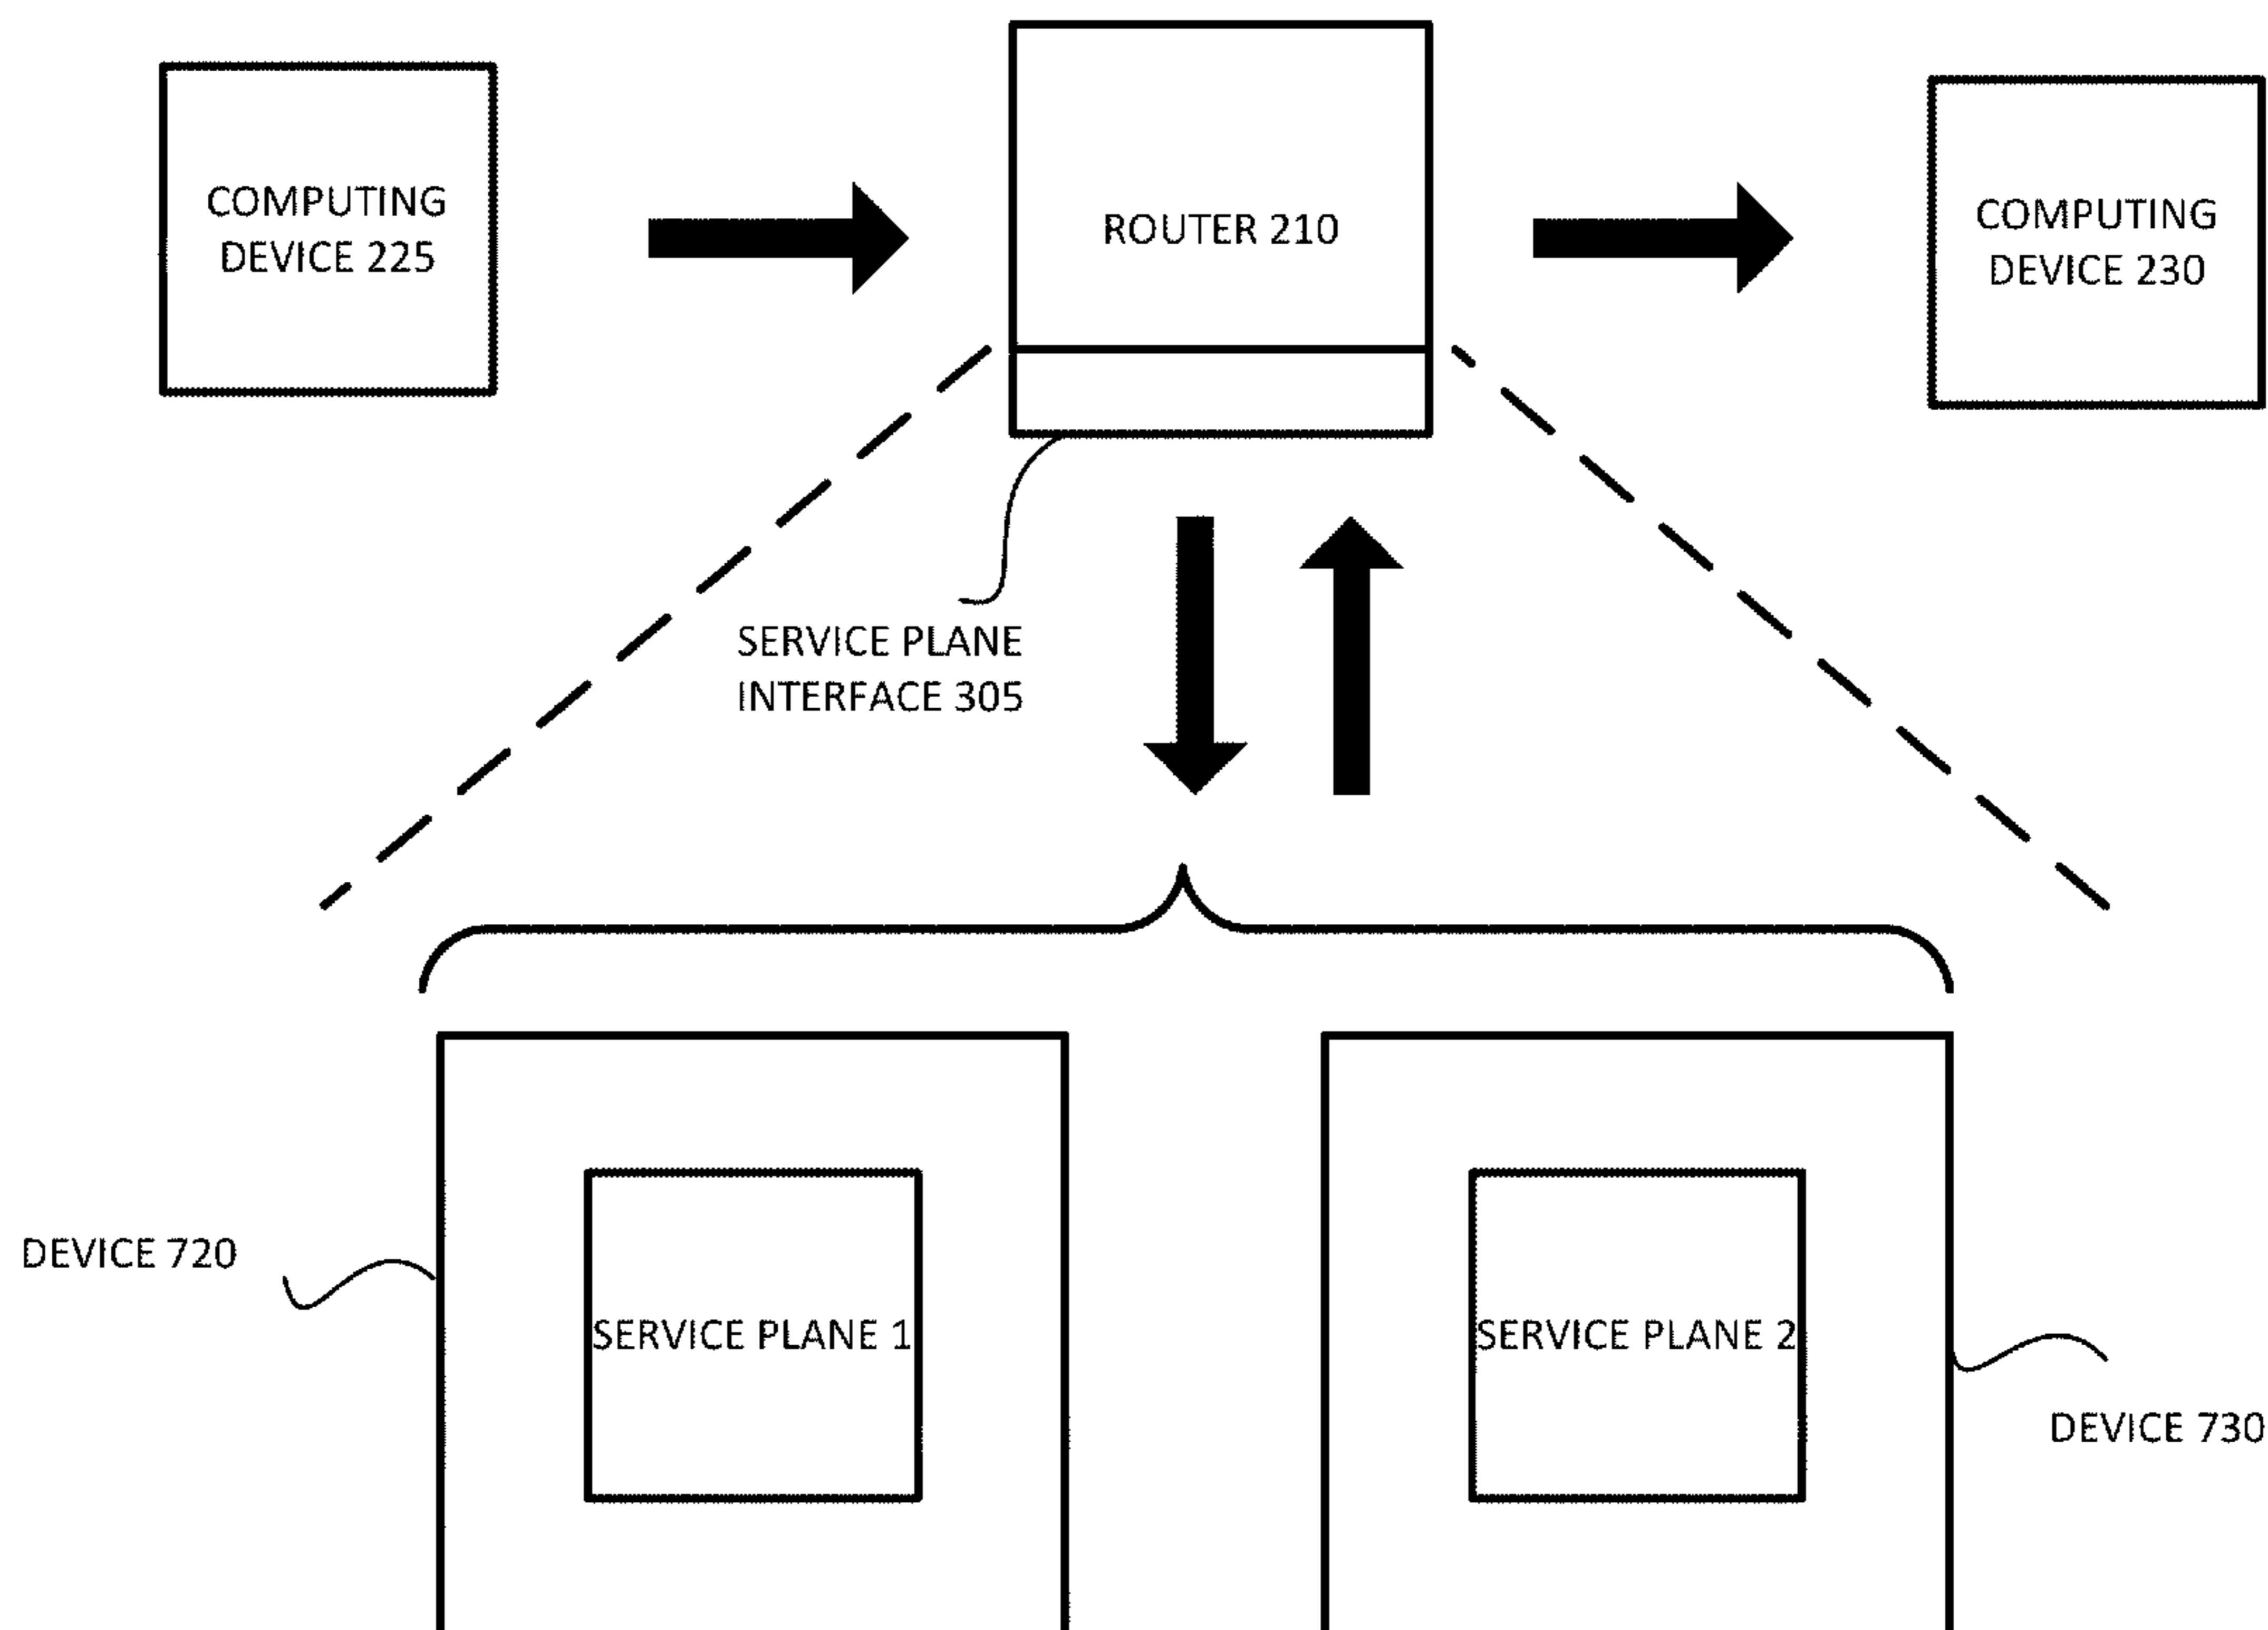 COMPUTING
DEVICE 225
ROUTER 210
COMPUTING
DEVICE 230
SERVICE PLANE
INTERFACE 305
DEVICE 720
SERVICE PLANE 1
SERVICE PLANE 2
DEVICE 730